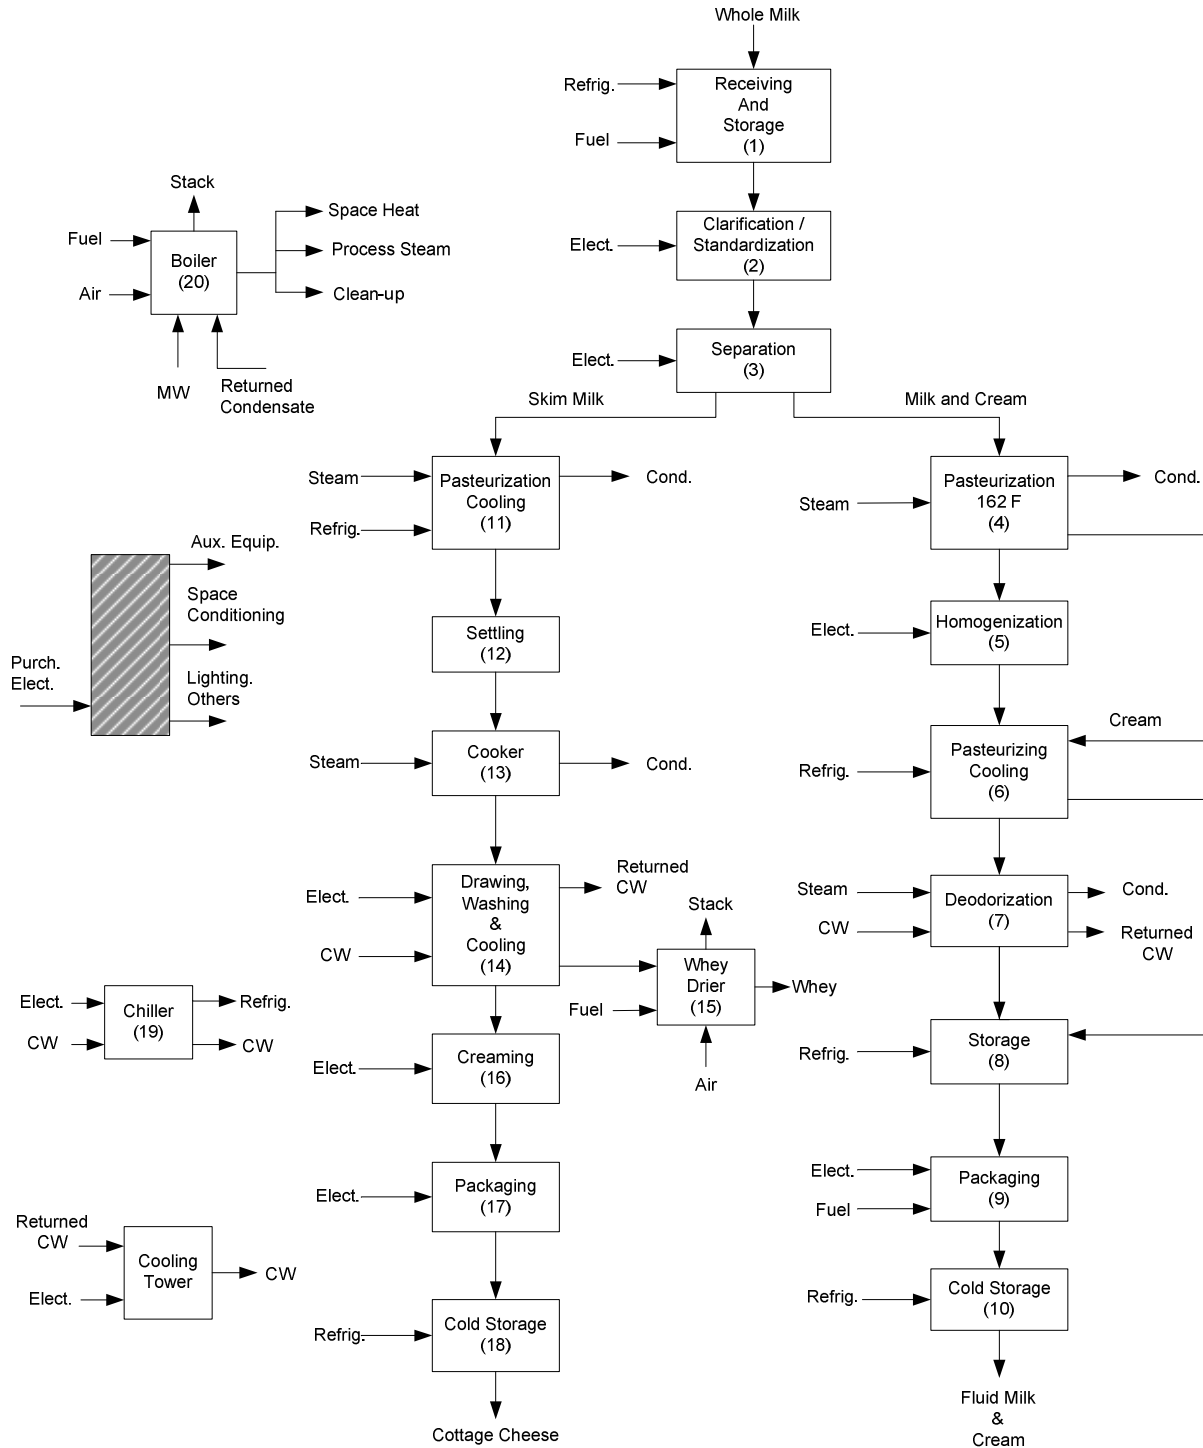 Whole Milk
Refrig.
Fuel
Receiving
And
Storage
(1)
Elect.
Clarification /
Standardization
(2)
Elect.
Separation
(3)
Skim Milk
Milk and Cream
Stack
Fuel
Air
Boiler
(20)
Space Heat
Process Steam
Clean-up
MW
Returned
Condensate
Purch.
Elect.
Aux. Equip.
Space
Conditioning
Lighting.
Others
Elect.
CW
Chiller
(19)
Refrig.
CW
Returned
CW
Elect.
Cooling
Tower
CW
Steam
Refrig.
Pasteurization
Cooling
(11)
Cond.
Settling
(12)
Steam
Cooker
(13)
Cond.
Elect.
CW
Drawing,
Washing
&
Cooling
(14)
Returned
CW
Stack
Fuel
Whey
Drier
(15)
Whey
Air
Elect.
Creaming
(16)
Elect.
Packaging
(17)
Refrig.
Cold Storage
(18)
Cottage Cheese
Steam
Pasteurization
162 F
(4)
Cond.
Elect.
Homogenization
(5)
Cream
Refrig.
Pasteurizing
Cooling
(6)
Steam
CW
Deodorization
(7)
Cond.
Returned
CW
Refrig.
Storage
(8)
Elect.
Fuel
Packaging
(9)
Refrig.
Cold Storage
(10)
Fluid Milk
&
Cream